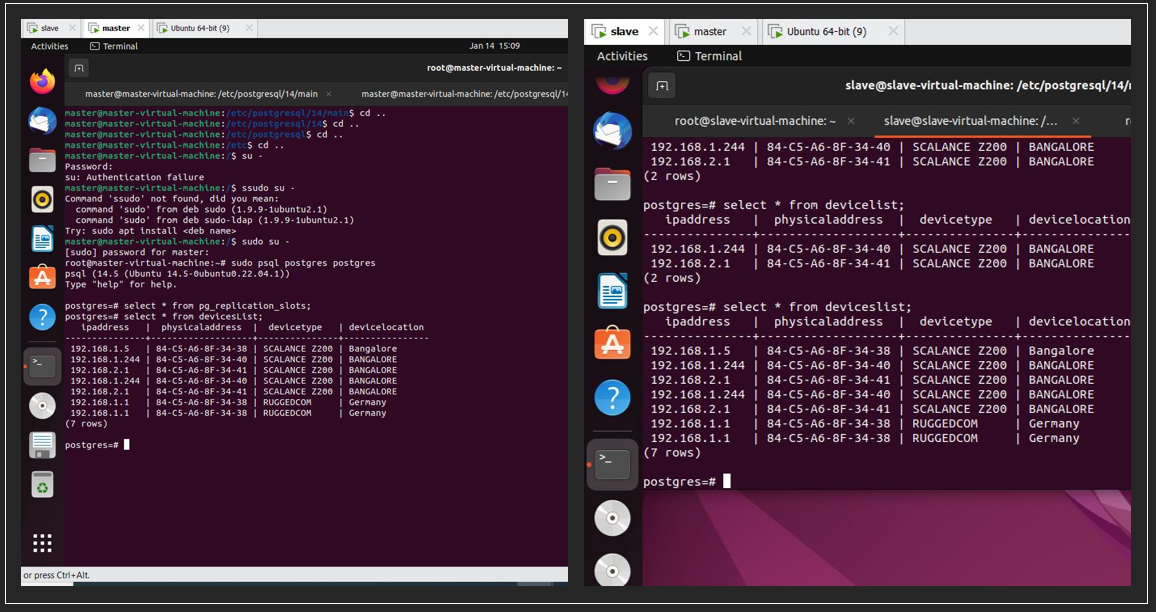 slave
master
Ubuntu 64-bit (9)
Activities
Terminal
Jan 14 15:09
root@master-virtual-machine: ~
master@master-virtual-machine: /etc/postgresql/14/main
master@master-virtual-machine: /etc/postgresql/14
master@master-virtual-machine:/etc/postgresql/14/main$ cd ..
master@master-virtual-machine:/etc/postgresql/14$ cd ..
master@master-virtual-machine:/etc/postgresql$ cd ..
master@master-virtual-machine:/etc$ cd ..
master@master-virtual-machine:/$ su -
Password:
su: Authentication failure
master@master-virtual-machine:/$ ssudo su -
Command 'ssudo' not found, did you mean:
command 'sudo' from deb sudo (1.9.9-1ubuntu2.1)
command 'sudo' from deb sudo-ldap (1.9.9-1ubuntu2.1)
Try: sudo apt install <deb name>
master@master-virtual-machine:/$ sudo su -
[sudo] password for master:
root@master-virtual-machine:~# sudo psql postgres postgres
psql (14.5 (Ubuntu 14.5-0ubuntu0.22.04.1))
Type "help" for help.
postgres=# select * from pg_replication_slots;
postgres=# select * from devicesList;
ipaddress | physicaladdress | devicetype | devicelocation
---------------+-------------------+---------------+----------------
192.168.1.5 | 84-C5-A6-8F-34-38 | SCALANCE Z200 | Bangalore
192.168.1.244 | 84-C5-A6-8F-34-40 | SCALANCE Z200 | BANGALORE
192.168.2.1 | 84-C5-A6-8F-34-41 | SCALANCE Z200 | BANGALORE
192.168.1.244 | 84-C5-A6-8F-34-40 | SCALANCE Z200 | BANGALORE
192.168.2.1 | 84-C5-A6-8F-34-41 | SCALANCE Z200 | BANGALORE
192.168.1.1 | 84-C5-A6-8F-34-38 | RUGGEDCOM | Germany
192.168.1.1 | 84-C5-A6-8F-34-38 | RUGGEDCOM | Germany
(7 rows)
postgres=#
or press Ctrl+Alt.
slave
master
Ubuntu 64-bit (9)
Activities
Terminal
slave@slave-virtual-machine: /etc/postgresql/14/
root@slave-virtual-machine: ~
slave@slave-virtual-machine: /...
r
192.168.1.244 | 84-C5-A6-8F-34-40 | SCALANCE Z200 | BANGALORE
192.168.2.1 | 84-C5-A6-8F-34-41 | SCALANCE Z200 | BANGALORE
(2 rows)
postgres=# select * from devicelist;
ipaddress | physicaladdress | devicetype | devicelocation
---------------+-------------------+---------------+---------------
192.168.1.244 | 84-C5-A6-8F-34-40 | SCALANCE Z200 | BANGALORE
192.168.2.1 | 84-C5-A6-8F-34-41 | SCALANCE Z200 | BANGALORE
(2 rows)
postgres=# select * from deviceslist;
ipaddress | physicaladdress | devicetype | devicelocation
---------------+-------------------+---------------+---------------
192.168.1.5 | 84-C5-A6-8F-34-38 | SCALANCE Z200 | Bangalore
192.168.1.244 | 84-C5-A6-8F-34-40 | SCALANCE Z200 | BANGALORE
192.168.2.1 | 84-C5-A6-8F-34-41 | SCALANCE Z200 | BANGALORE
192.168.1.244 | 84-C5-A6-8F-34-40 | SCALANCE Z200 | BANGALORE
192.168.2.1 | 84-C5-A6-8F-34-41 | SCALANCE Z200 | BANGALORE
192.168.1.1 | 84-C5-A6-8F-34-38 | RUGGEDCOM | Germany
192.168.1.1 | 84-C5-A6-8F-34-38 | RUGGEDCOM | Germany
(7 rows)
postgres=#